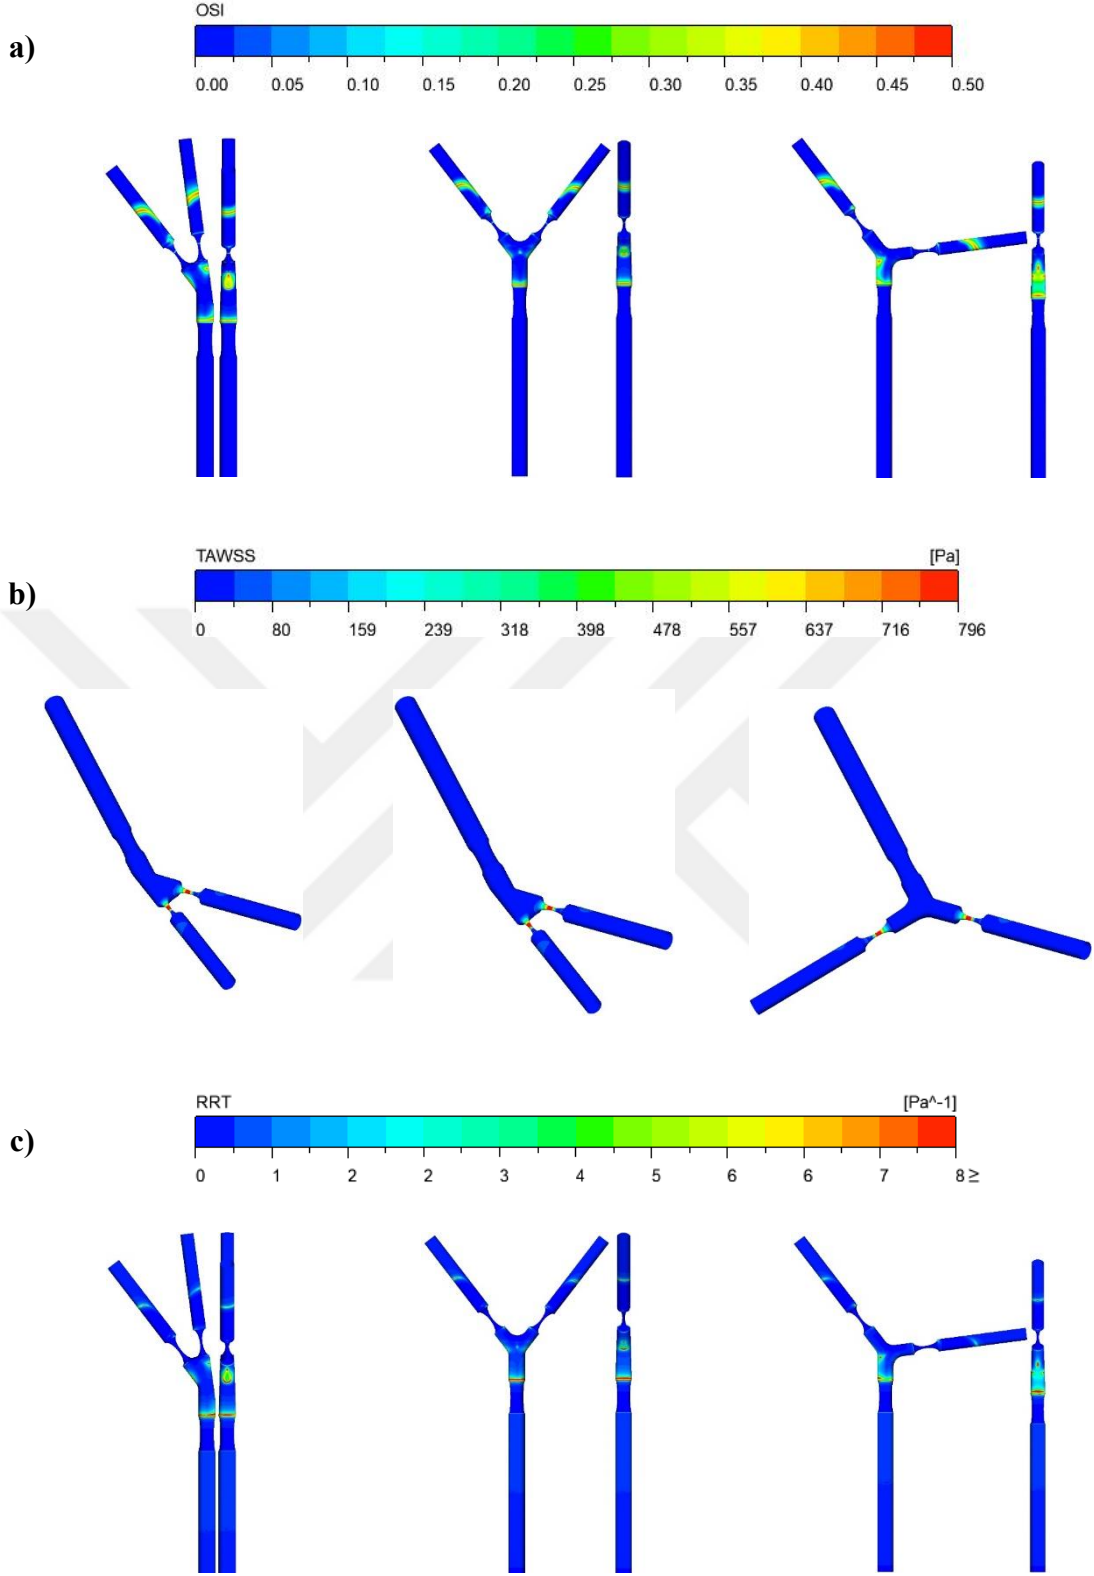 OSI
a)
0.00 0.05 0.10 0.15 0.20 0.25 0.30 0.35 0.40 0.45 0.50
TAWSS [Pa]
b)
0 80 159 239 318 398 478 557 637 716 796
RRT [Pa^-1]
c)
0 1 2 2 3 4 5 6 6 7 8 ≥